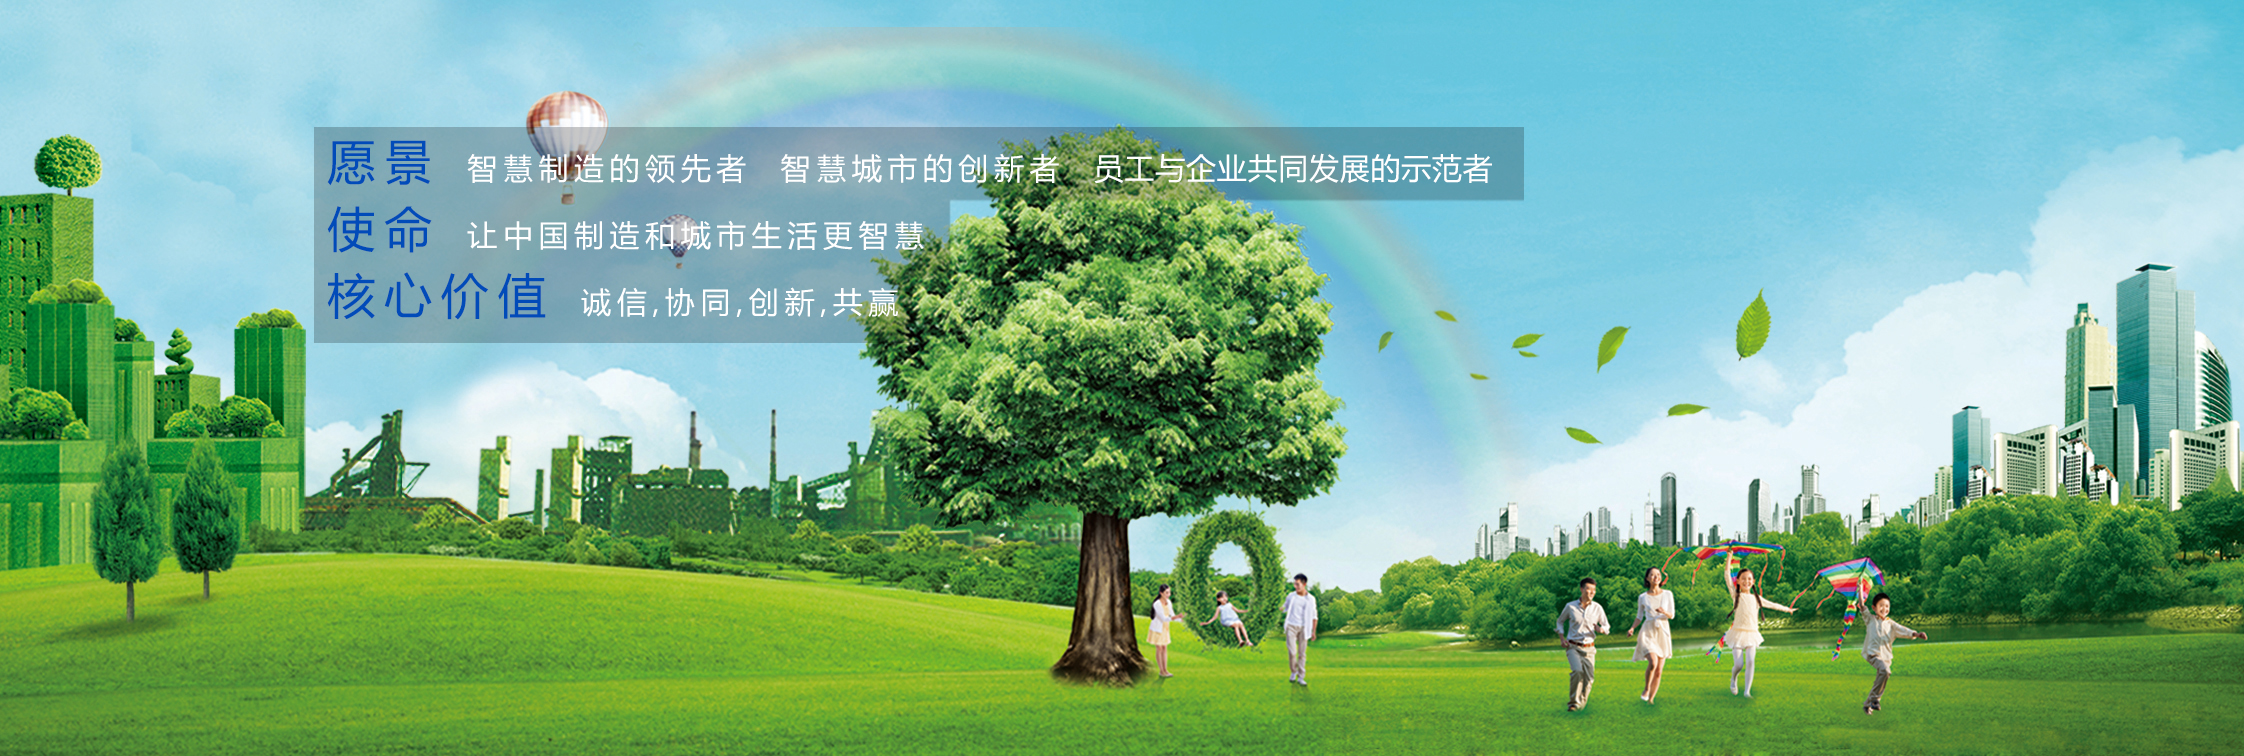 愿景 智慧制造的领先者 智慧城市的创新者 员工与企业共同发展的示范者
使命 让中国制造和城市生活更智慧
核心价值 诚信,协同,创新,共赢